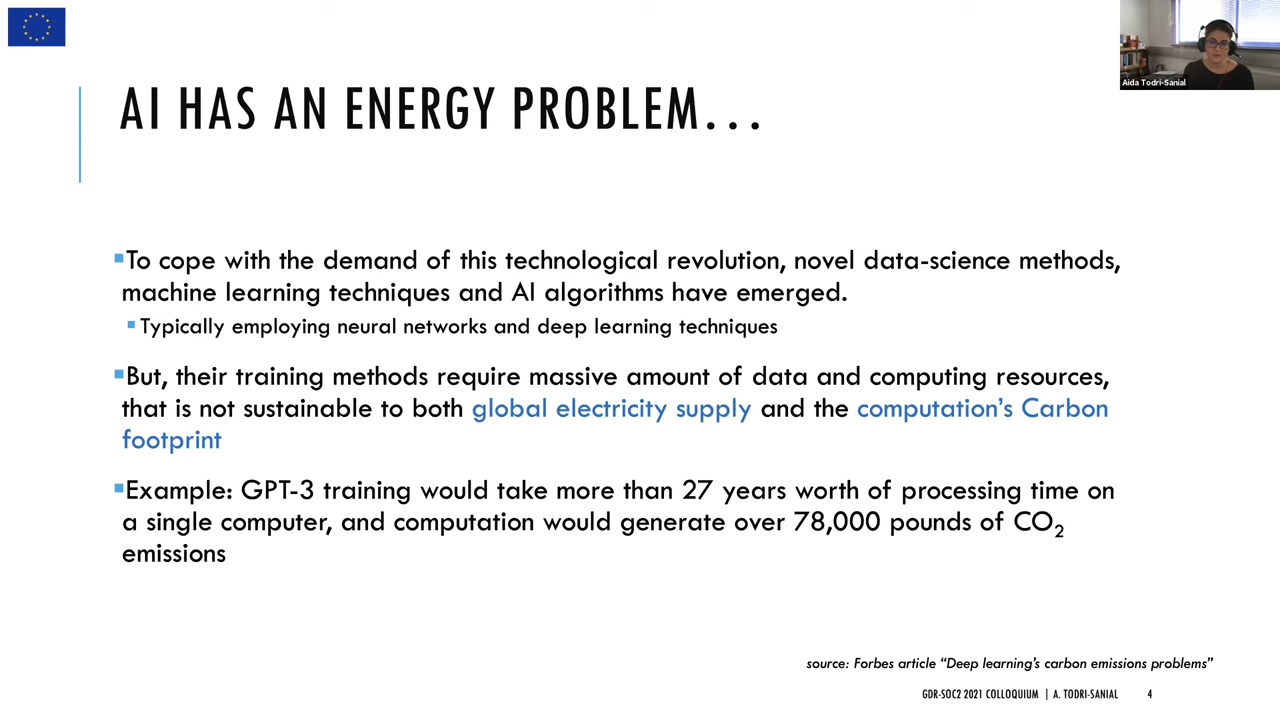 Aida Todri-Sanial
AI HAS AN ENERGY PROBLEM...
▪To cope with the demand of this technological revolution, novel data-science methods,
machine learning techniques and AI algorithms have emerged.
▪Typically employing neural networks and deep learning techniques
▪But, their training methods require massive amount of data and computing resources,
that is not sustainable to both global electricity supply and the computation’s Carbon
footprint
▪Example: GPT-3 training would take more than 27 years worth of processing time on
a single computer, and computation would generate over 78,000 pounds of CO₂
emissions
source: Forbes article “Deep learning’s carbon emissions problems”
GDR-SOC2 2021 COLLOQUIUM | A. TODRI-SANIAL 4